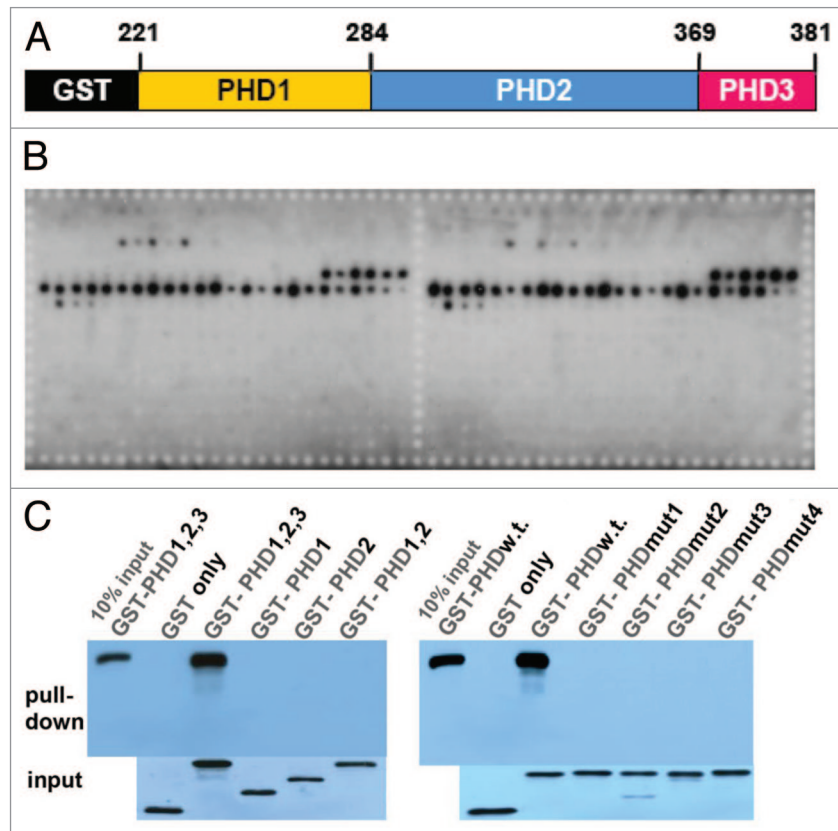 A
221 284 369 381
GST PHD1 PHD2 PHD3
B
C
10% input
GST-PHD1,2,3
GST only
GST- PHD1,2,3
GST- PHD1
GST- PHD2
GST- PHD1,2
10% input
GST-PHDw.t.
GST only
GST- PHDw.t.
GST- PHDmut1
GST- PHDmut2
GST- PHDmut3
GST- PHDmut4
pull-
down
input